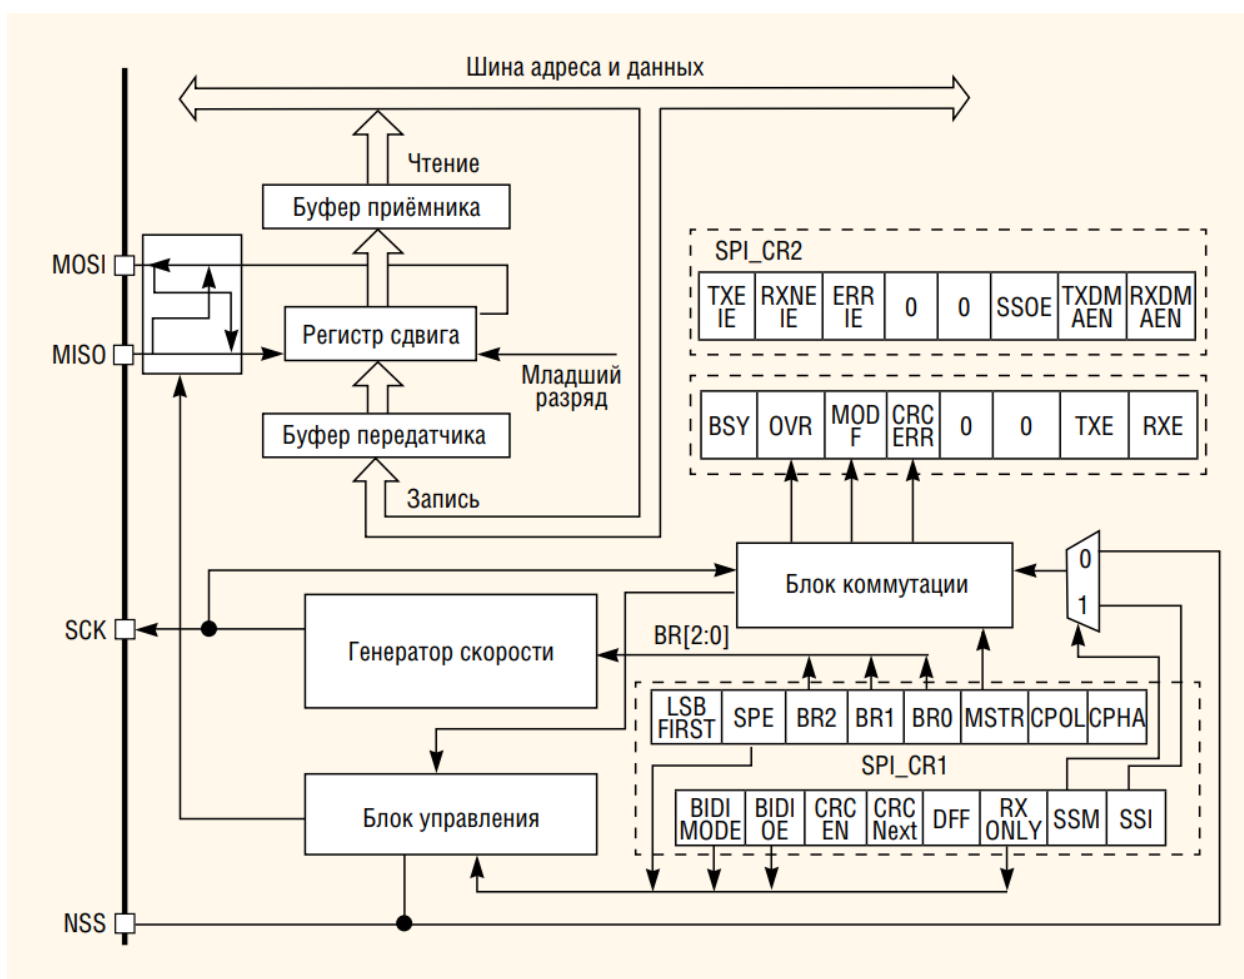 Шина адреса и данных
Чтение
Буфер приёмника
MOSI
MISO
Регистр сдвига
Младший
разряд
Буфер передатчика
Запись
SPI_CR2
TXE
IE
RXNE
IE
ERR
IE
0
0
SSOE
TXDM
AEN
RXDM
AEN
BSY
OVR
MOD
F
CRC
ERR
0
0
TXE
RXE
Блок коммутации
0
1
SCK
Генератор скорости
BR[2:0]
LSB
FIRST
SPE
BR2
BR1
BR0
MSTR
CPOL
CPHA
SPI_CR1
BIDI
MODE
BIDI
OE
CRC
EN
CRC
Next
DFF
RX
ONLY
SSM
SSI
Блок управления
NSS